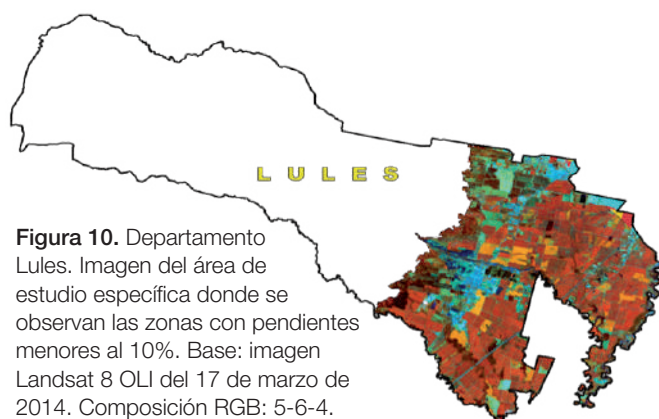 LULES
Figura 10. Departamento
Lules. Imagen del área de
estudio específica donde se
observan las zonas con pendientes
menores al 10%. Base: imagen
Landsat 8 OLI del 17 de marzo de
2014. Composición RGB: 5-6-4.